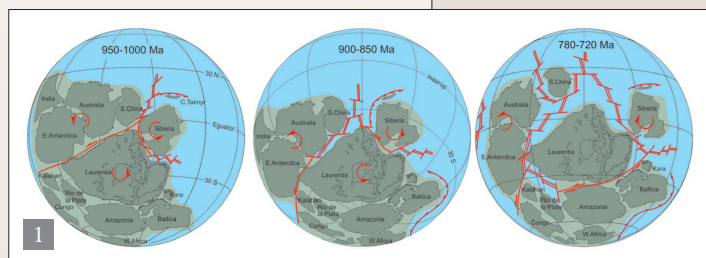 950-1000 Ma
30 N
India
Australia
S.China
C.Taimyr
Equator
Siberia
E.Antarctica
Laurentia
30 S
Kalahari
Kara
Rio de
la Plata
Congo
Amazonia
Baltica
W.Africa
900-850 Ma
S.China
Australia
Siberia
India
30 S
E.Antarctica
Laurentia
Kalahari
Rio de
la Plata
Baltica
Congo
Amazonia
W.Africa
780-720 Ma
S.China
Australia
Siberia
E.Antarctica
Laurentia
Kara
Kalahari
Baltica
Rio de
la Plata
Amazonia
Congo
W.Africa
1